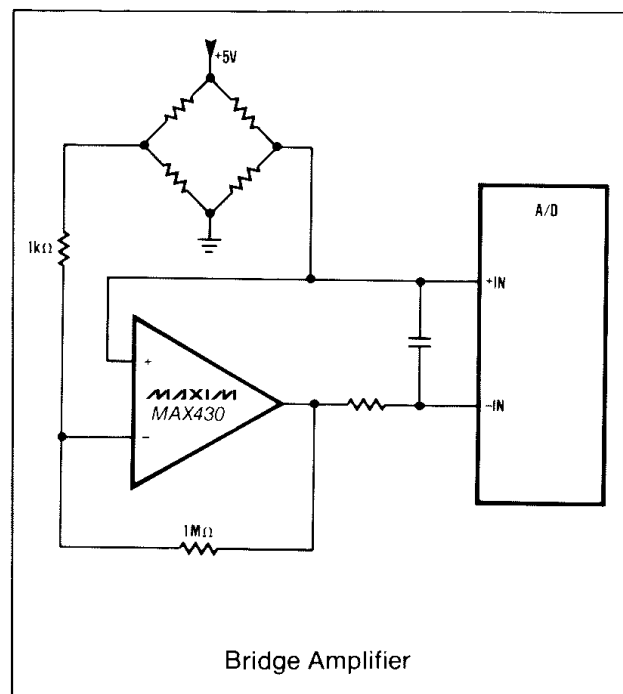 +5V
A/D
1kΩ
+IN
+
MAXIM
MAX430
−IN
−
1MΩ
Bridge Amplifier